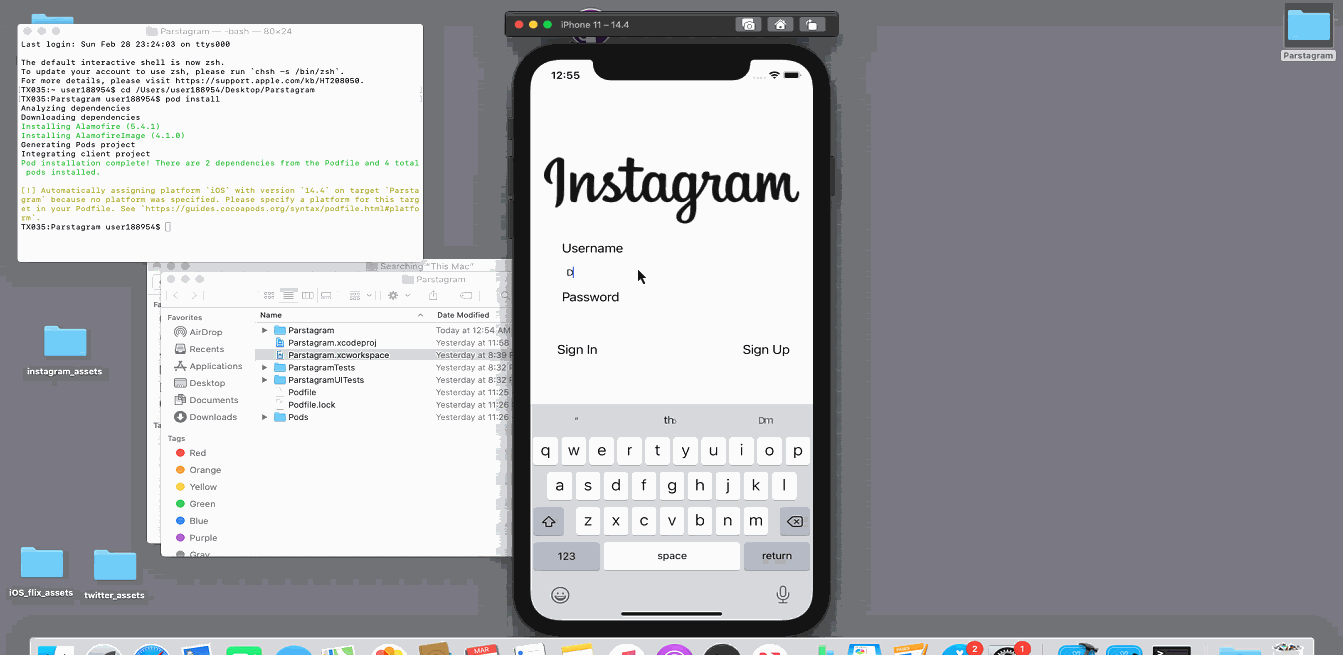 Parstagram — -bash — 80×24
Last login: Sun Feb 28 23:24:03 on ttys000
The default interactive shell is now zsh.
To update your account to use zsh, please run `chsh -s /bin/zsh`.
For more details, please visit https://support.apple.com/kb/HT208050.
TX035:~ user188954$ cd /Users/user188954/Desktop/Parstagram
TX035:Parstagram user188954$ pod install
Analyzing dependencies
Downloading dependencies
Installing Alamofire (5.4.1)
Installing AlamofireImage (4.1.0)
Generating Pods project
Integrating client project
Pod installation complete! There are 2 dependencies from the Podfile and 4 total
pods installed.
[!] Automatically assigning platform `iOS` with version `14.4` on target `Parsta
gram` because no platform was specified. Please specify a platform for this targ
et in your Podfile. See `https://guides.cocoapods.org/syntax/podfile.html#platfo
rm`.
TX035:Parstagram user188954$
Searching "This Mac"
Parstagram
Favorites
AirDrop
Recents
Applications
Desktop
Documents
Downloads
Tags
Red
Orange
Yellow
Green
Blue
Purple
Gray
Name Date Modified
Parstagram Today at 12:54 AM
Parstagram.xcodeproj Yesterday at 11:58
Parstagram.xcworkspace Yesterday at 8:39
ParstagramTests Yesterday at 8:32
ParstagramUITests Yesterday at 8:32
Podfile Yesterday at 11:25
Podfile.lock Yesterday at 11:26
Pods Yesterday at 11:26
instagram_assets
iOS_flix_assets
twitter_assets
Parstagram
iPhone 11 – 14.4
12:55
Instagram
Username
D
Password
Sign In Sign Up
q w e r t y u i o p
a s d f g h j k l
z x c v b n m
123 space return
MAR
2
1